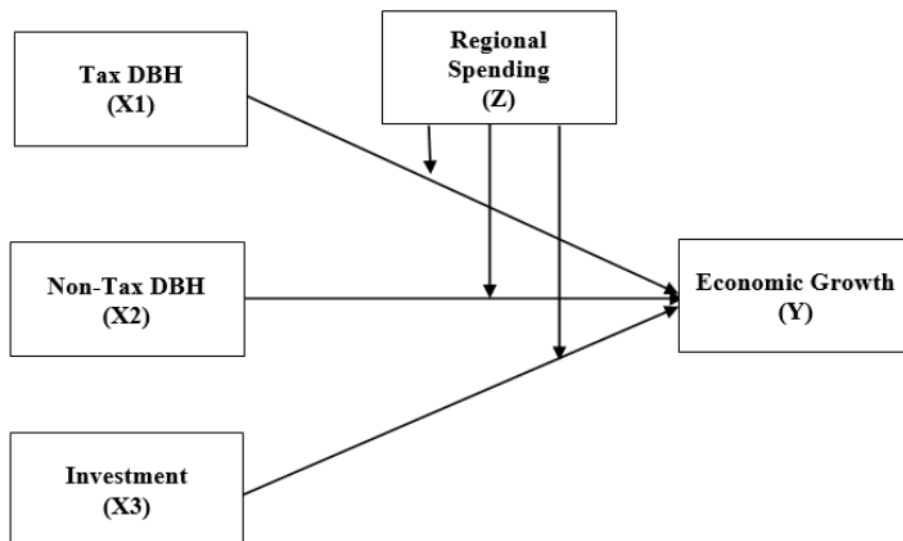 Tax DBH
(X1)
Regional
Spending
(Z)
Non-Tax DBH
(X2)
Economic Growth
(Y)
Investment
(X3)